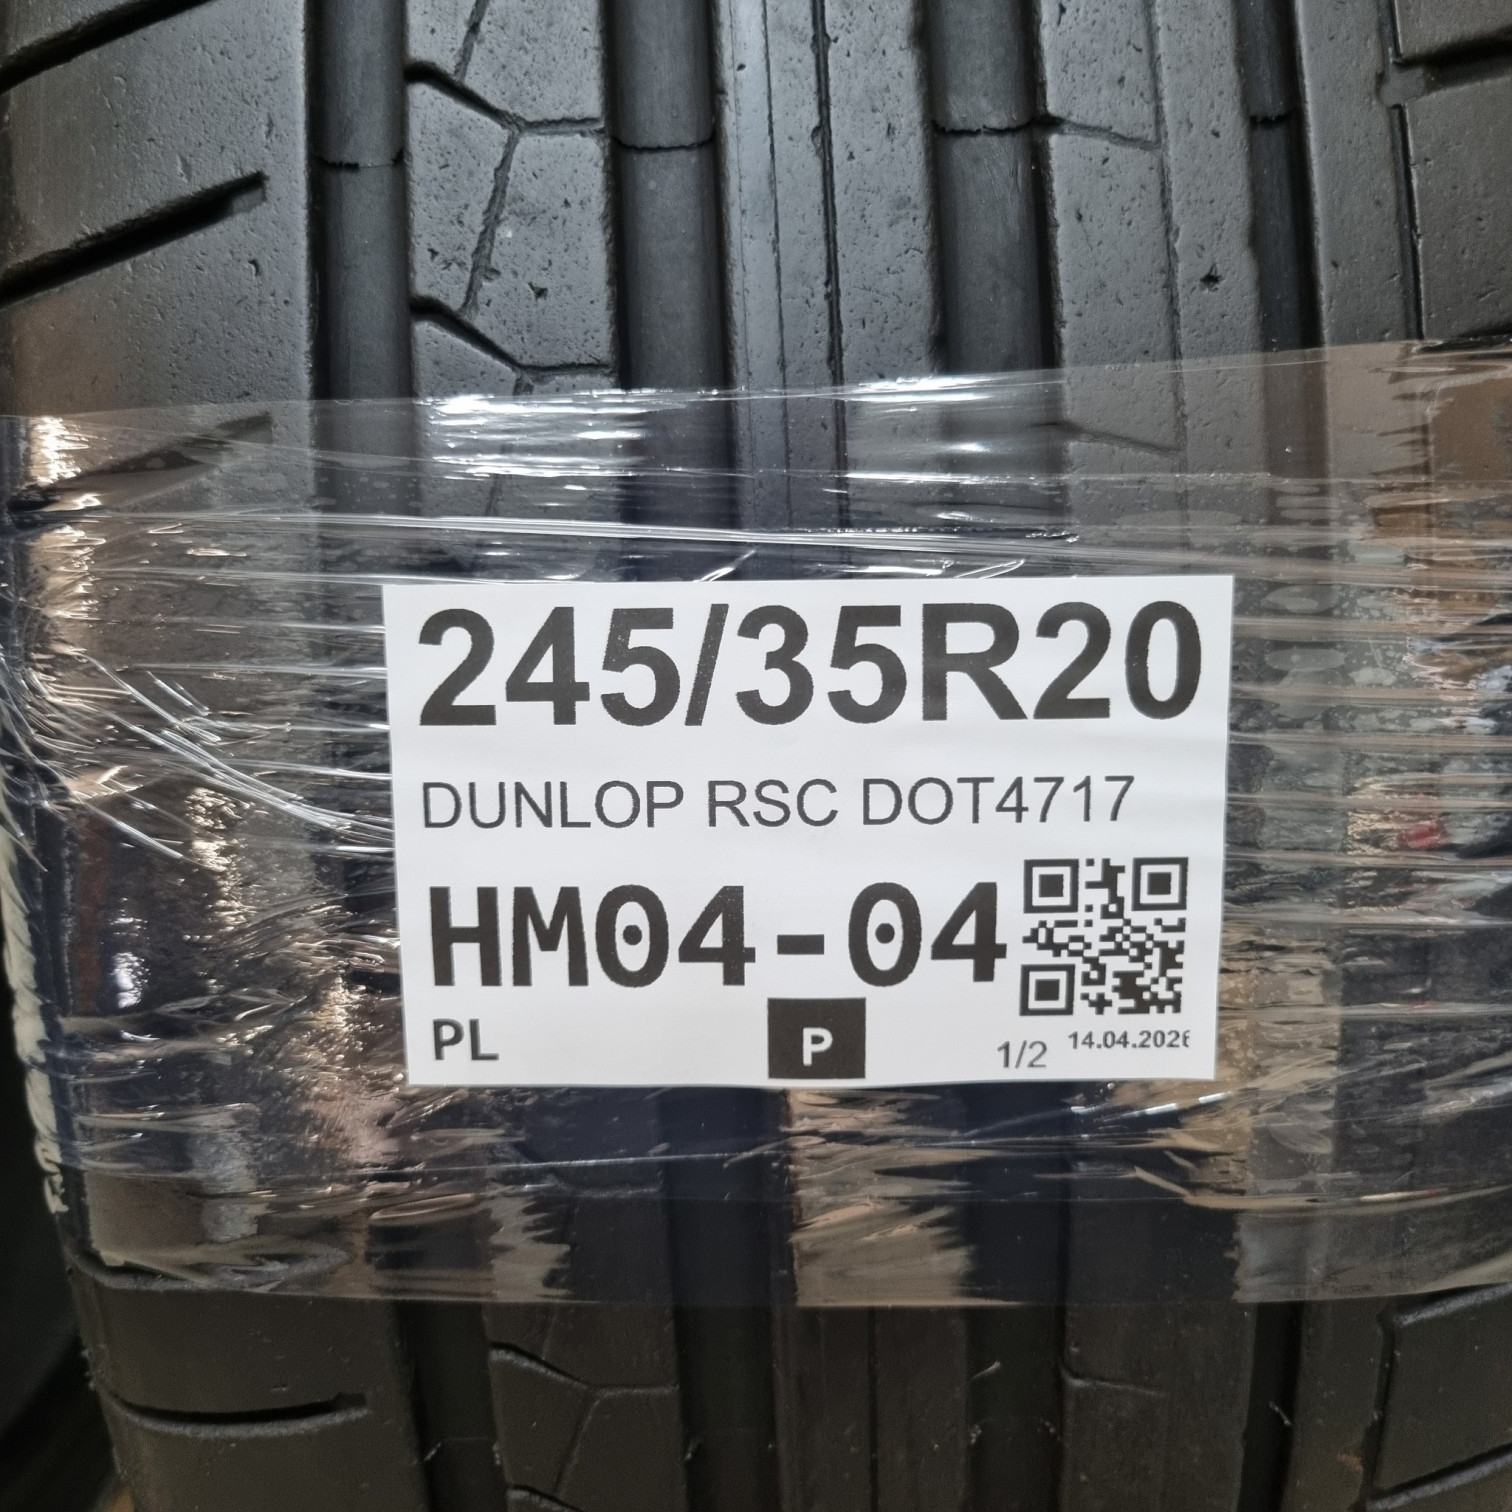 245/35R20
DUNLOP RSC DOT4717
HM04-04
PL
P
1/2
14.04.2026